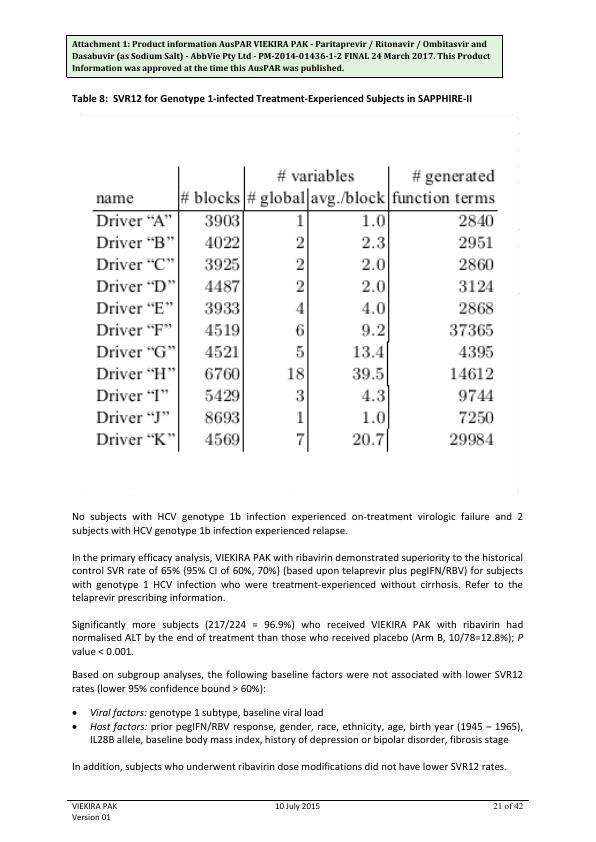 Attachment 1: Product information AusPAR VIEKIRA PAK - Paritaprevir / Ritonavir / Ombitasvir and
Dasabuvir (as Sodium Salt) - AbbVie Pty Ltd - PM-2014-01436-1-2 FINAL 24 March 2017. This Product
Information was approved at the time this AusPAR was published.
Table 8: SVR12 for Genotype 1-infected Treatment-Experienced Subjects in SAPPHIRE-II
# variables # generated
name # blocks # global avg./block function terms
Driver “A” 3903 1 1.0 2840
Driver “B” 4022 2 2.3 2951
Driver “C” 3925 2 2.0 2860
Driver “D” 4487 2 2.0 3124
Driver “E” 3933 4 4.0 2868
Driver “F” 4519 6 9.2 37365
Driver “G” 4521 5 13.4 4395
Driver “H” 6760 18 39.5 14612
Driver “I” 5429 3 4.3 9744
Driver “J” 8693 1 1.0 7250
Driver “K” 4569 7 20.7 29984
No subjects with HCV genotype 1b infection experienced on-treatment virologic failure and 2
subjects with HCV genotype 1b infection experienced relapse.
In the primary efficacy analysis, VIEKIRA PAK with ribavirin demonstrated superiority to the historical
control SVR rate of 65% {95% CI of 60%, 70%) (based upon telaprevir plus pegIFN/RBV) for subjects
with genotype 1 HCV infection who were treatment-experienced without cirrhosis. Refer to the
telaprevir prescribing information.
Significantly more subjects (217/224 = 96.9%) who received VIEKIRA PAK with ribavirin had
normalised ALT by the end of treatment than those who received placebo (Arm B, 10/78=12.8%); P
value < 0.001.
Based on subgroup analyses, the following baseline factors were not associated with lower SVR12
rates (lower 95% confidence bound > 60%):
• Viral factors: genotype 1 subtype, baseline viral load
• Host factors: prior pegIFN/RBV response, gender, race, ethnicity, age, birth year (1945 – 1965),
IL28B allele, baseline body mass index, history of depression or bipolar disorder, fibrosis stage
In addition, subjects who underwent ribavirin dose modifications did not have lower SVR12 rates.
VIEKIRA PAK 10 July 2015 21 of 42
Version 01